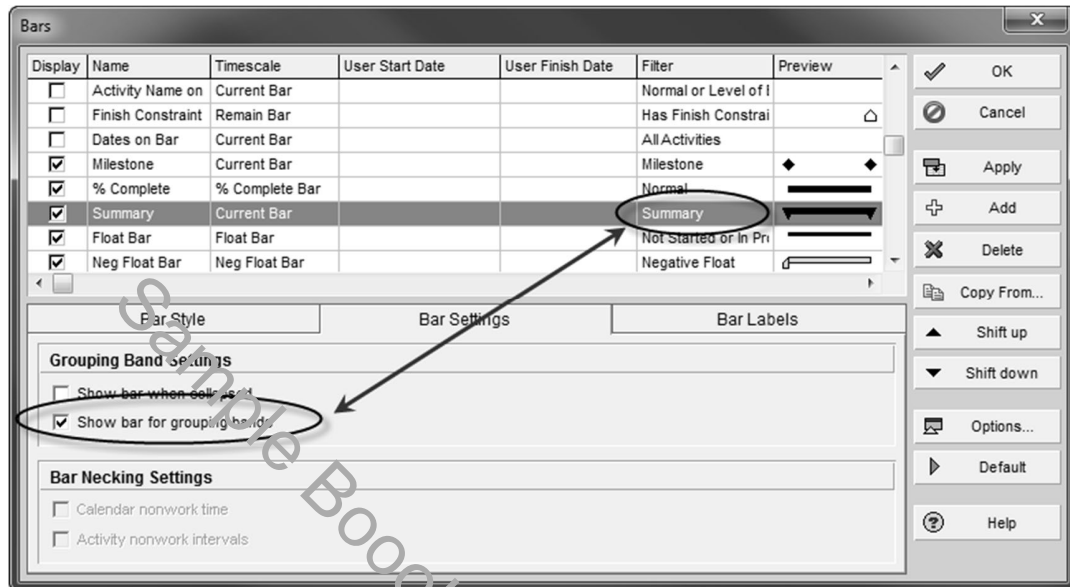 Bars
Display Name Timescale User Start Date User Finish Date Filter Preview
Activity Name on Current Bar Normal or Level of
Finish Constraint Remain Bar Has Finish Constrai
Dates on Bar Current Bar All Activities
Milestone Current Bar Milestone
% Complete % Complete Bar Normal
Summary Current Bar Summary
Float Bar Float Bar Not Started or In Pro
Neg Float Bar Neg Float Bar Negative Float
OK
Cancel
Apply
Add
Delete
Copy From...
Shift up
Shift down
Options...
Default
Help
Bar Style Bar Settings Bar Labels
Grouping Band Settings
Show bar when collapsed
Show bar for grouping bands
Bar Necking Settings
Calendar nonwork time
Activity nonwork intervals
Sample Book